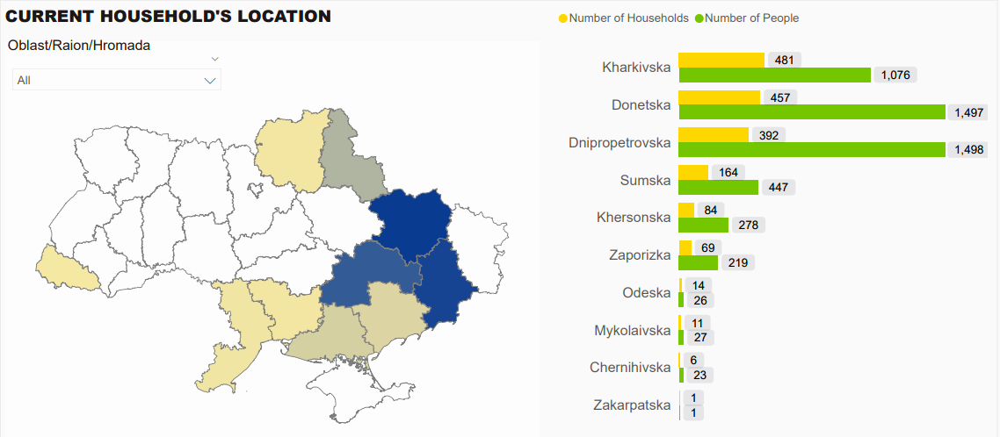 CURRENT HOUSEHOLD'S LOCATION
Oblast/Raion/Hromada
All
Number of Households Number of People
Kharkivska 481
1,076
Donetska 457
1,497
Dnipropetrovska 392
1,498
Sumska 164
447
Khersonska 84
278
Zaporizka 69
219
Odeska 14
26
Mykolaivska 11
27
Chernihivska 6
23
Zakarpatska 1
1